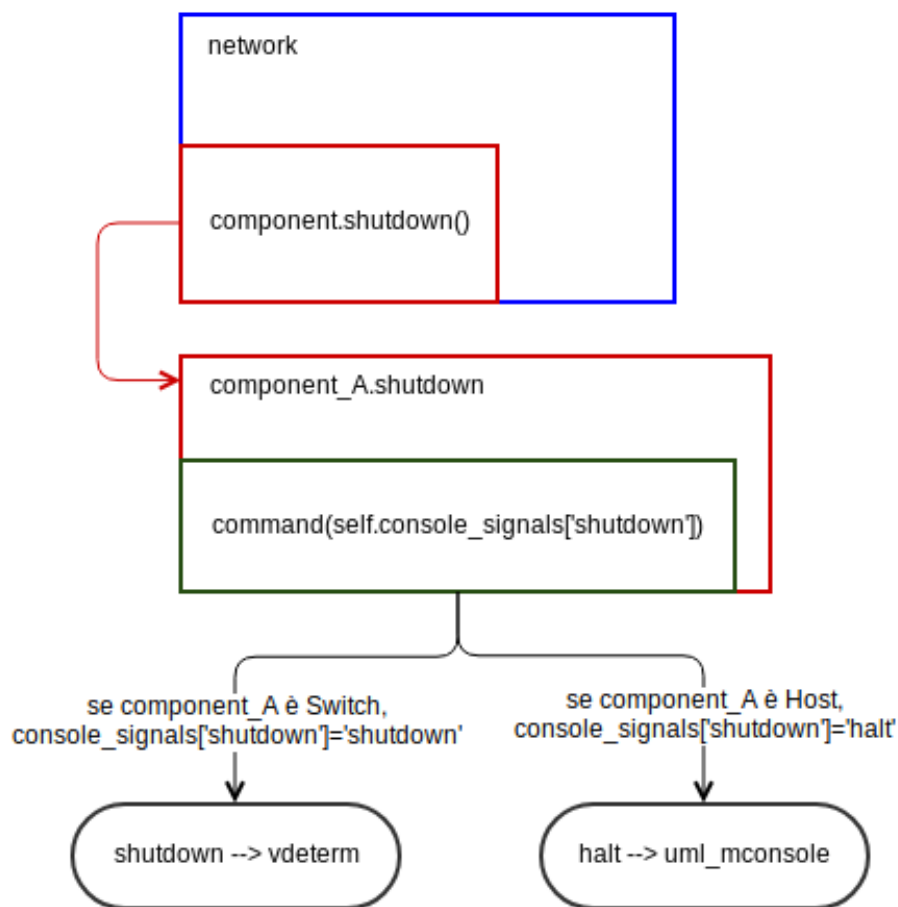 network
component.shutdown()
component_A.shutdown
command(self.console_signals['shutdown'])
se component_A è Switch,
console_signals['shutdown']='shutdown'
se component_A è Host,
console_signals['shutdown']='halt'
shutdown --> vdeterm
halt --> uml_mconsole